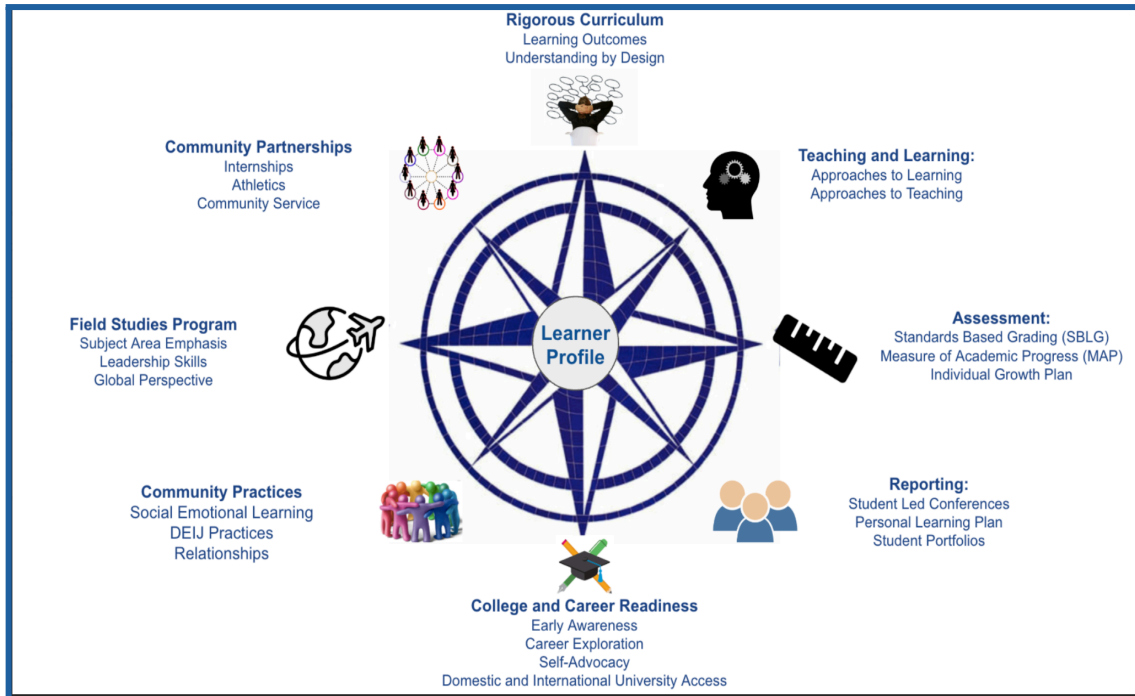 Rigorous Curriculum
Learning Outcomes
Understanding by Design
Community Partnerships
Internships
Athletics
Community Service
Teaching and Learning:
Approaches to Learning
Approaches to Teaching
Field Studies Program
Subject Area Emphasis
Leadership Skills
Global Perspective
Learner
Profile
Assessment:
Standards Based Grading (SBLG)
Measure of Academic Progress (MAP)
Individual Growth Plan
Community Practices
Social Emotional Learning
DEIJ Practices
Relationships
Reporting:
Student Led Conferences
Personal Learning Plan
Student Portfolios
College and Career Readiness
Early Awareness
Career Exploration
Self-Advocacy
Domestic and International University Access